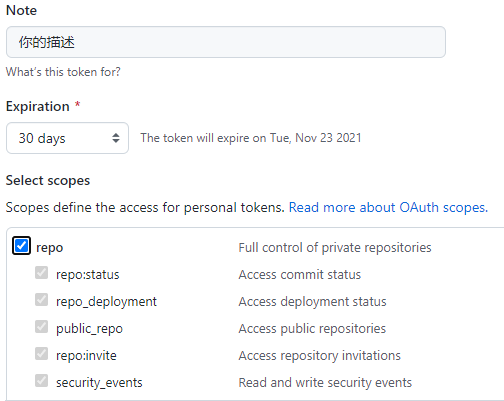 Note
你的描述
What's this token for?
Expiration *
30 days The token will expire on Tue, Nov 23 2021
Select scopes
Scopes define the access for personal tokens. Read more about OAuth scopes.
repo Full control of private repositories
repo:status Access commit status
repo_deployment Access deployment status
public_repo Access public repositories
repo:invite Access repository invitations
security_events Read and write security events